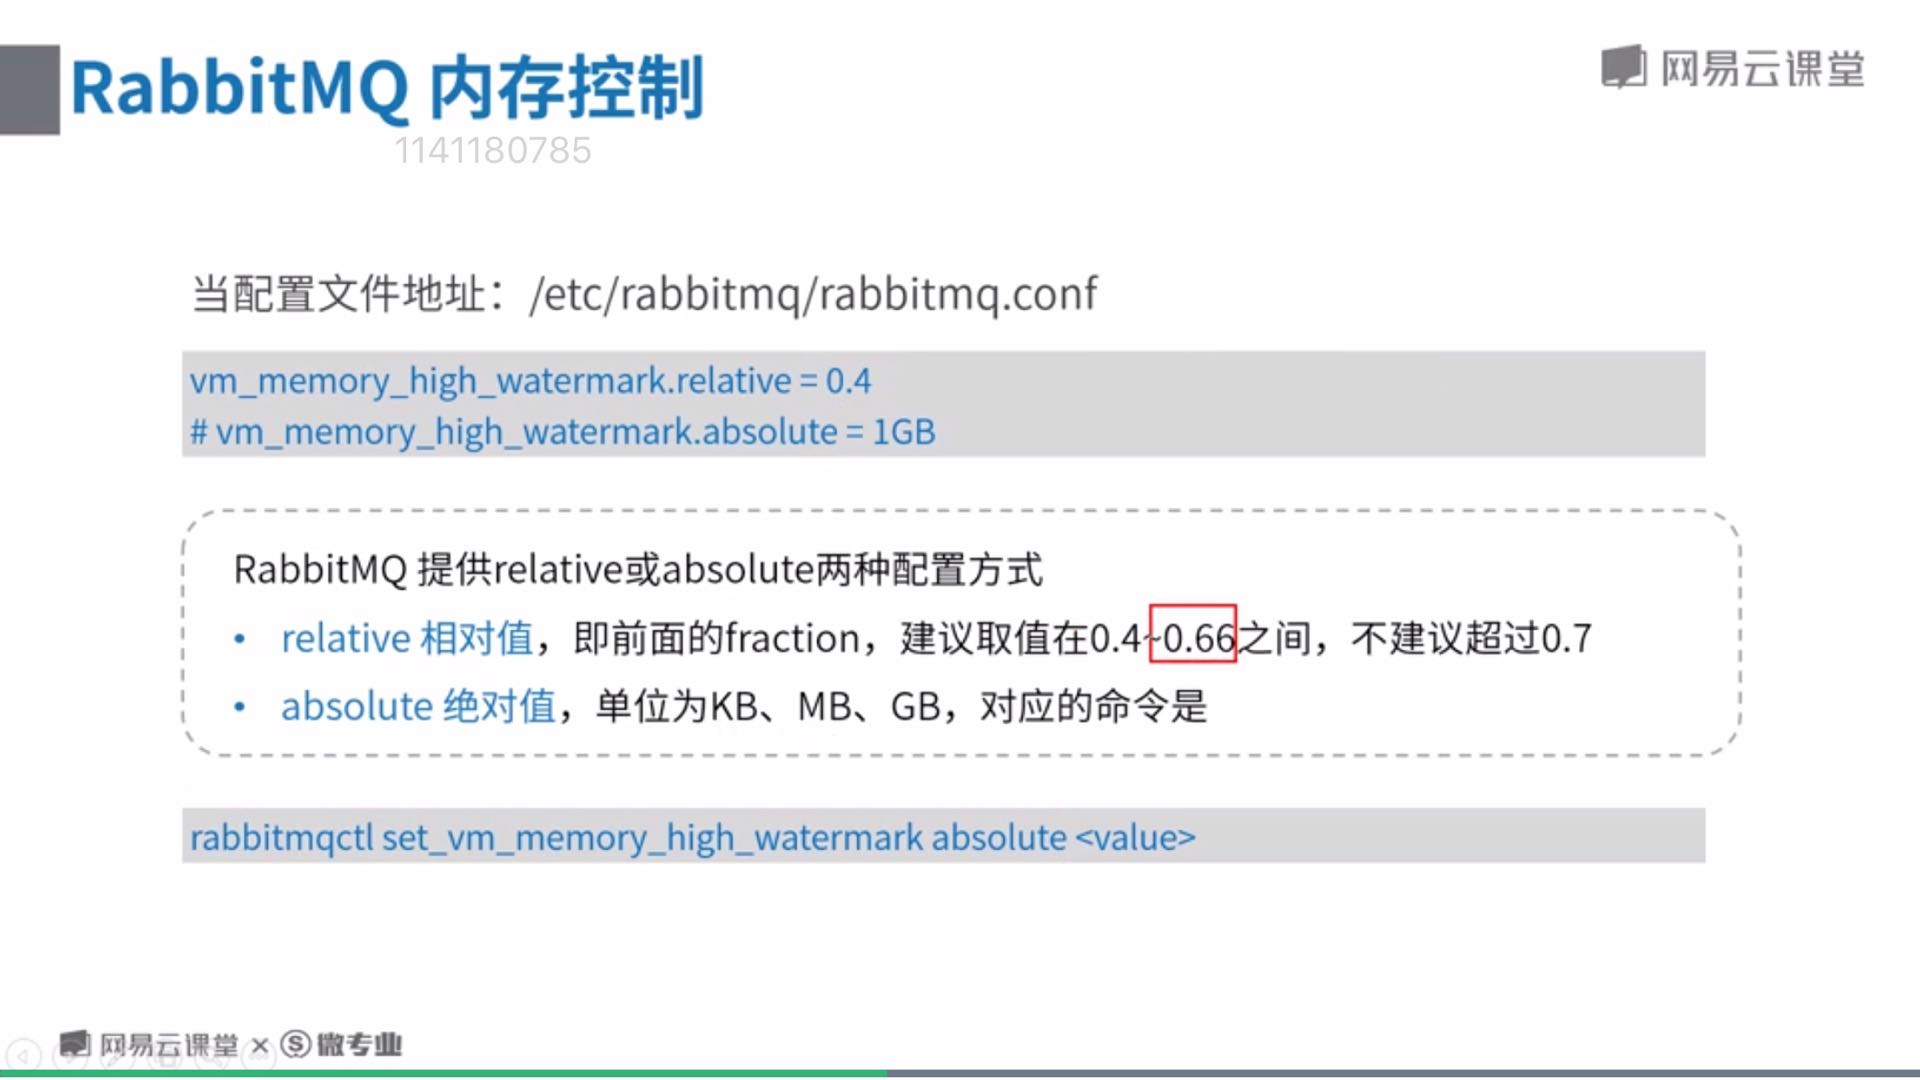 RabbitMQ 内存控制
网易云课堂
1141180785
当配置文件地址：/etc/rabbitmq/rabbitmq.conf
vm_memory_high_watermark.relative = 0.4
# vm_memory_high_watermark.absolute = 1GB
RabbitMQ 提供relative或absolute两种配置方式
• relative 相对值，即前面的fraction，建议取值在0.4~0.66之间，不建议超过0.7
• absolute 绝对值，单位为KB、MB、GB，对应的命令是
rabbitmqctl set_vm_memory_high_watermark absolute <value>
网易云课堂 × Ⓢ 微专业